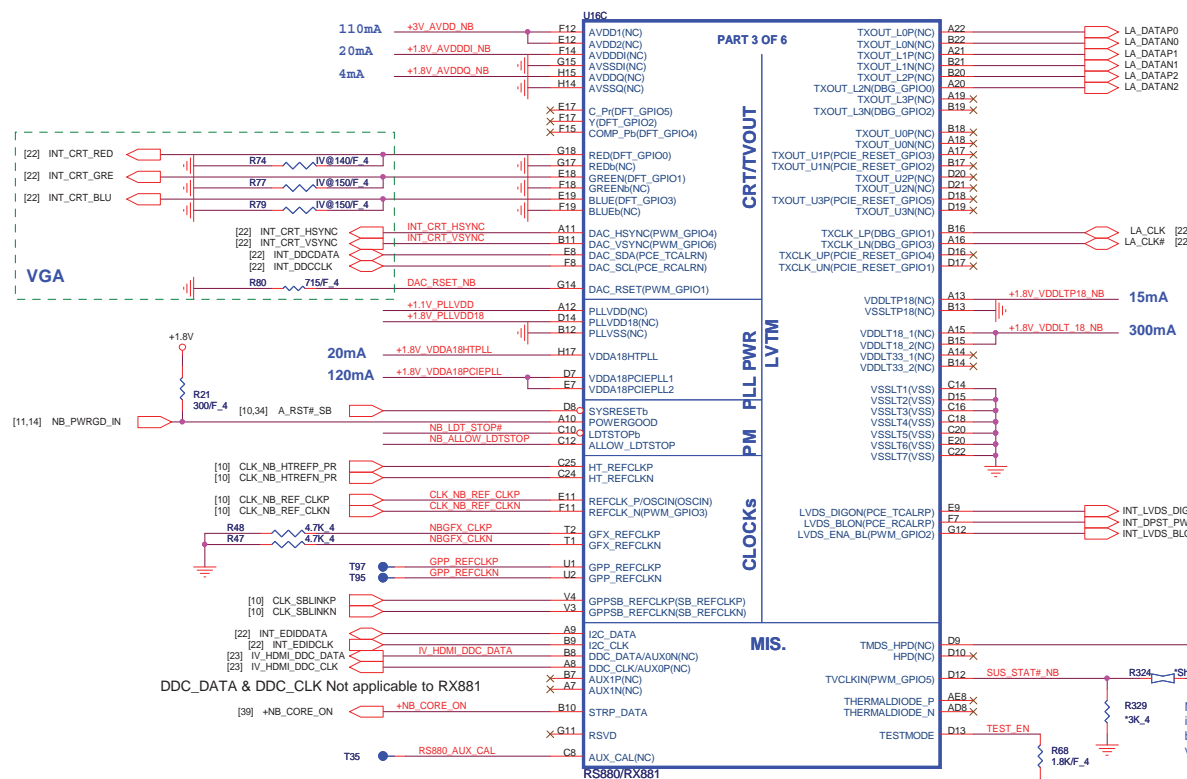 U16C
PART 3 OF 6
110mA +3V_AVDD_NB F12 AVDD1(NC)
E12 AVDD2(NC)
20mA +1.8V_AVDDDI_NB F14 AVDDDI(NC)
G15 AVSSDI(NC)
4mA +1.8V_AVDDQ_NB H15 AVDDQ(NC)
H14 AVSSQ(NC)
E17 C_Pr(DFT_GPIO5)
F17 Y(DFT_GPIO2)
F15 COMP_Pb(DFT_GPIO4)
[22] INT_CRT_RED G18 RED(DFT_GPIO0)
R74 IV@140/F_4 G17 REDb(NC)
[22] INT_CRT_GRE E18 GREEN(DFT_GPIO1)
R77 IV@150/F_4 F18 GREENb(NC)
[22] INT_CRT_BLU E19 BLUE(DFT_GPIO3)
R79 IV@150/F_4 F19 BLUEb(NC)
[22] INT_CRT_HSYNC INT_CRT_HSYNC A11 DAC_HSYNC(PWM_GPIO4)
[22] INT_CRT_VSYNC INT_CRT_VSYNC B11 DAC_VSYNC(PWM_GPIO6)
[22] INT_DDCDATA E8 DAC_SDA(PCE_TCALRN)
[22] INT_DDCCLK F8 DAC_SCL(PCE_RCALRN)
VGA
R80 715/F_4 DAC_RSET_NB G14 DAC_RSET(PWM_GPIO1)
+1.1V_PLLVDD A12 PLLVDD(NC)
+1.8V_PLLVDD18 D14 PLLVDD18(NC)
B12 PLLVSS(NC)
+1.8V
20mA +1.8V_VDDA18HTPLL H17 VDDA18HTPLL
120mA +1.8V_VDDA18PCIEPLL D7 VDDA18PCIEPLL1
E7 VDDA18PCIEPLL2
R21
300/F_4
[10,34] A_RST#_SB D8 SYSRESETb
[11,14] NB_PWRGD_IN A10 POWERGOOD
NB_LDT_STOP# C10 LDTSTOPb
NB_ALLOW_LDTSTOP C12 ALLOW_LDTSTOP
[10] CLK_NB_HTREFP_PR C25 HT_REFCLKP
[10] CLK_NB_HTREFN_PR C24 HT_REFCLKN
[10] CLK_NB_REF_CLKP CLK_NB_REF_CLKP E11 REFCLK_P/OSCIN(OSCIN)
[10] CLK_NB_REF_CLKN CLK_NB_REF_CLKN F11 REFCLK_N(PWM_GPIO3)
R48 4.7K_4 NBGFX_CLKP T2 GFX_REFCLKP
R47 4.7K_4 NBGFX_CLKN T1 GFX_REFCLKN
T97 GPP_REFCLKP U1 GPP_REFCLKP
T95 GPP_REFCLKN U2 GPP_REFCLKN
[10] CLK_SBLINKP V4 GPPSB_REFCLKP(SB_REFCLKP)
[10] CLK_SBLINKN V3 GPPSB_REFCLKN(SB_REFCLKN)
[22] INT_EDIDDATA A9 I2C_DATA
[22] INT_EDIDCLK B9 I2C_CLK
[23] IV_HDMI_DDC_DATA IV_HDMI_DDC_DATA B8 DDC_DATA/AUX0N(NC)
[23] IV_HDMI_DDC_CLK A8 DDC_CLK/AUX0P(NC)
B7 AUX1P(NC)
A7 AUX1N(NC)
DDC_DATA & DDC_CLK Not applicable to RX881
[39] +NB_CORE_ON +NB_CORE_ON B10 STRP_DATA
G11 RSVD
T35 RS880_AUX_CAL C8 AUX_CAL(NC)
RS880/RX881
CRT/TVOUT
LVTM
PLL PWR
PM
CLOCKs
MIS.
TXOUT_L0P(NC) A22 LA_DATAP0
TXOUT_L0N(NC) B22 LA_DATAN0
TXOUT_L1P(NC) A21 LA_DATAP1
TXOUT_L1N(NC) B21 LA_DATAN1
TXOUT_L2P(NC) B20 LA_DATAP2
TXOUT_L2N(DBG_GPIO0) A20 LA_DATAN2
TXOUT_L3P(NC) A19
TXOUT_L3N(DBG_GPIO2) B19
TXOUT_U0P(NC) B18
TXOUT_U0N(NC) A18
TXOUT_U1P(PCIE_RESET_GPIO3) A17
TXOUT_U1N(PCIE_RESET_GPIO2) B17
TXOUT_U2P(NC) D20
TXOUT_U2N(NC) D21
TXOUT_U3P(PCIE_RESET_GPIO5) D18
TXOUT_U3N(NC) D19
TXCLK_LP(DBG_GPIO1) B16 LA_CLK [22
TXCLK_LN(DBG_GPIO3) A16 LA_CLK# [22
TXCLK_UP(PCIE_RESET_GPIO4) D16
TXCLK_UN(PCIE_RESET_GPIO1) D17
VDDLTP18(NC) A13 +1.8V_VDDLTP18_NB 15mA
VSSLTP18(NC) B13
VDDLT18_1(NC) A15 +1.8V_VDDLT_18_NB 300mA
VDDLT18_2(NC) B15
VDDLT33_1(NC) A14
VDDLT33_2(NC) B14
VSSLT1(VSS) C14
VSSLT2(VSS) D15
VSSLT3(VSS) C16
VSSLT4(VSS) C18
VSSLT5(VSS) C20
VSSLT6(VSS) E20
VSSLT7(VSS) C22
LVDS_DIGON(PCE_TCALRP) E9 INT_LVDS_DIG
LVDS_BLON(PCE_RCALRP) F7 INT_DPST_PW
LVDS_ENA_BL(PWM_GPIO2) G12 INT_LVDS_BLO
TMDS_HPD(NC) D9
HPD(NC) D10
TVCLKIN(PWM_GPIO5) D12 SUS_STAT#_NB R324 *Sh
R329
*3K_4
THERMALDIODE_P AE8
THERMALDIODE_N AD8
TESTMODE D13 TEST_EN
R68
1.8K/F_4